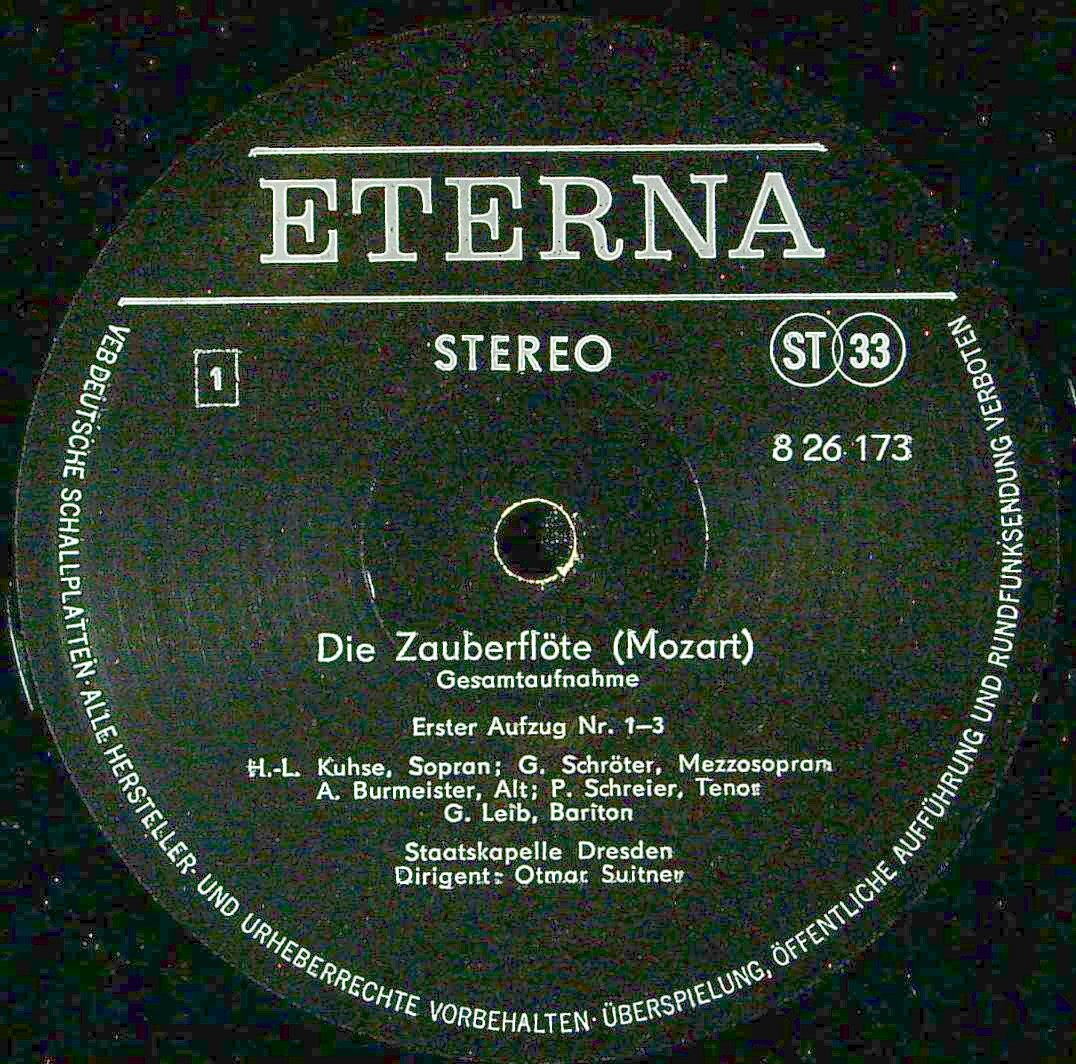 ETERNA
STEREO
1
ST 33
8 26 173
Die Zauberflöte (Mozart)
Gesamtaufnahme
Erster Aufzug Nr. 1–3
H.-L. Kuhse, Sopran; G. Schröter, Mezzosopran
A. Burmeister, Alt; P. Schreier, Tenor
G. Leib, Bariton
Staatskapelle Dresden
Dirigent: Otmar Suitner
VEB DEUTSCHE SCHALLPLATTEN · ALLE HERSTELLER- UND URHEBERRECHTE VORBEHALTEN · ÜBERSPIELUNG, ÖFFENTLICHE AUFFÜHRUNG UND RUNDFUNKSENDUNG VERBOTEN